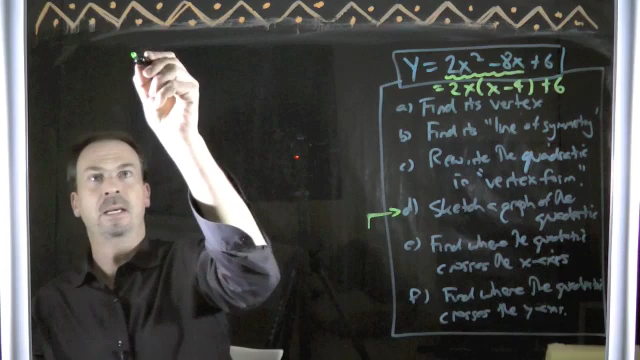 Y = 2x² - 8x + 6
= 2x(x - 4) + 6
a) Find its vertex
b) Find its "line of symmetry"
c) Rewrite the quadratic
in "vertex form".
d) Sketch a graph of the
quadratic
e) Find where the quadratic
crosses the x-axis
f) Find where the quadratic
crosses the y-axis.